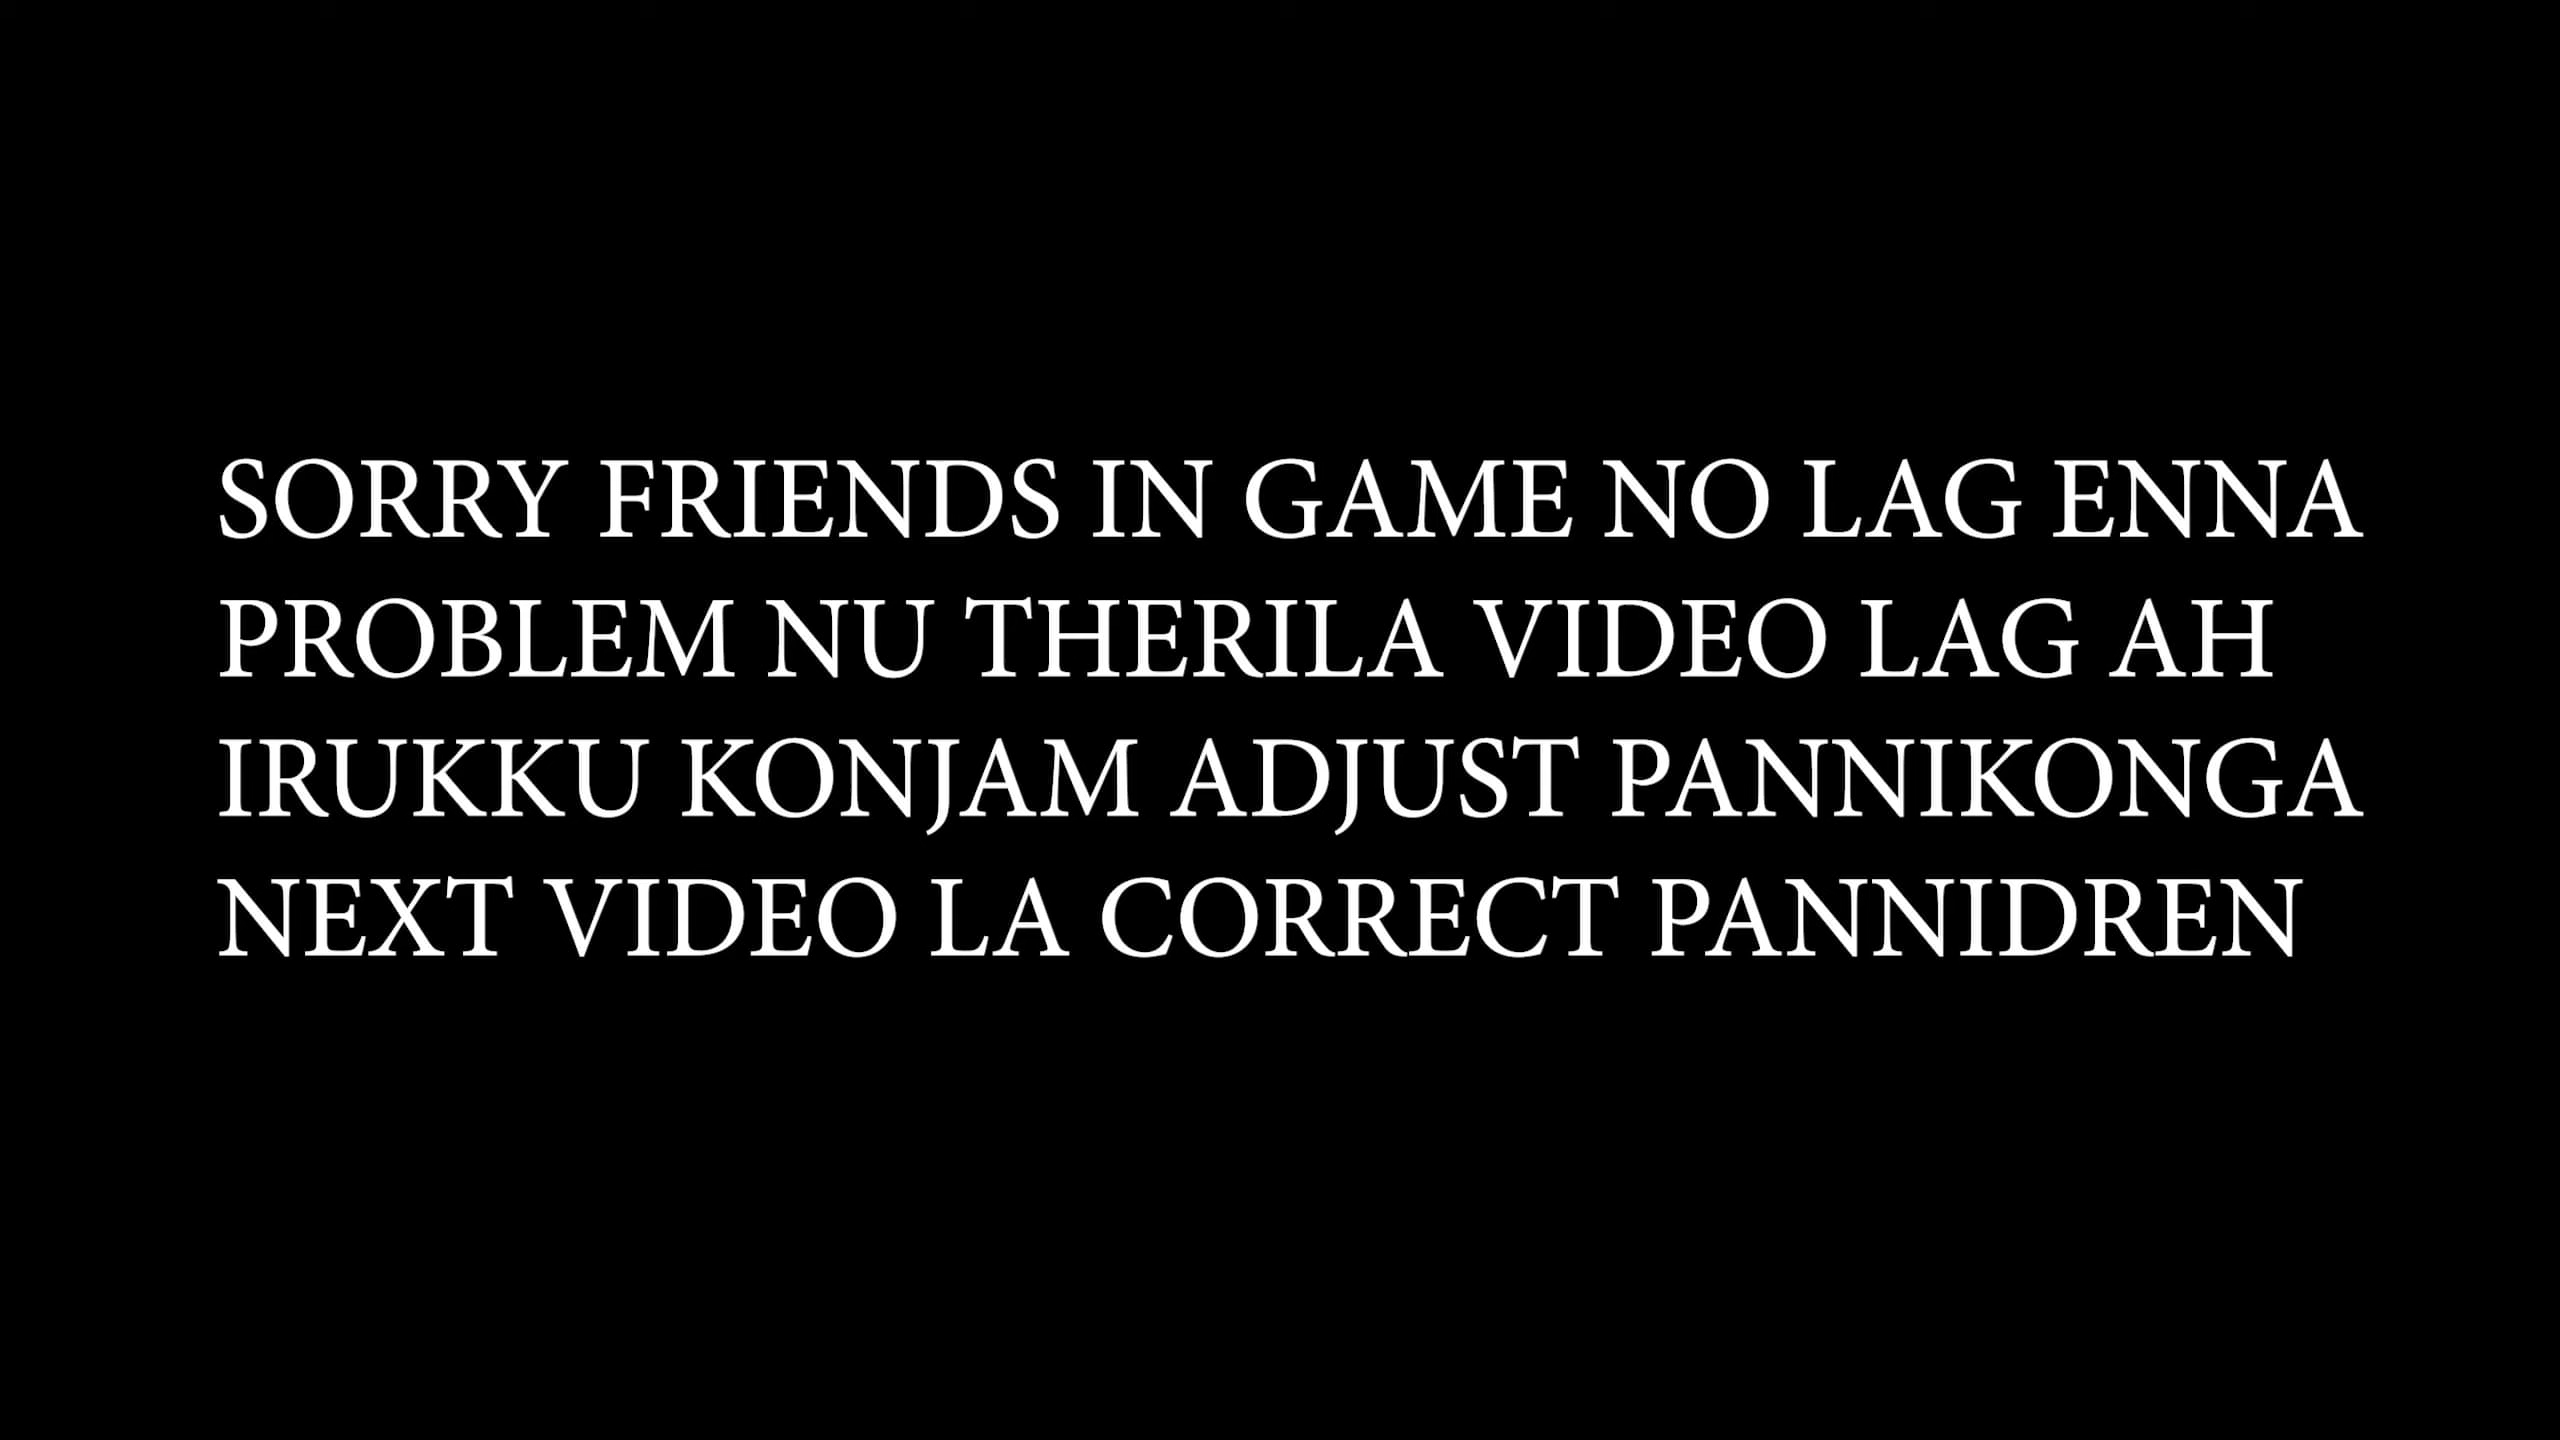 SORRY FRIENDS IN GAME NO LAG ENNA
PROBLEM NU THERILA VIDEO LAG AH
IRUKKU KONJAM ADJUST PANNIKONGA
NEXT VIDEO LA CORRECT PANNIDREN